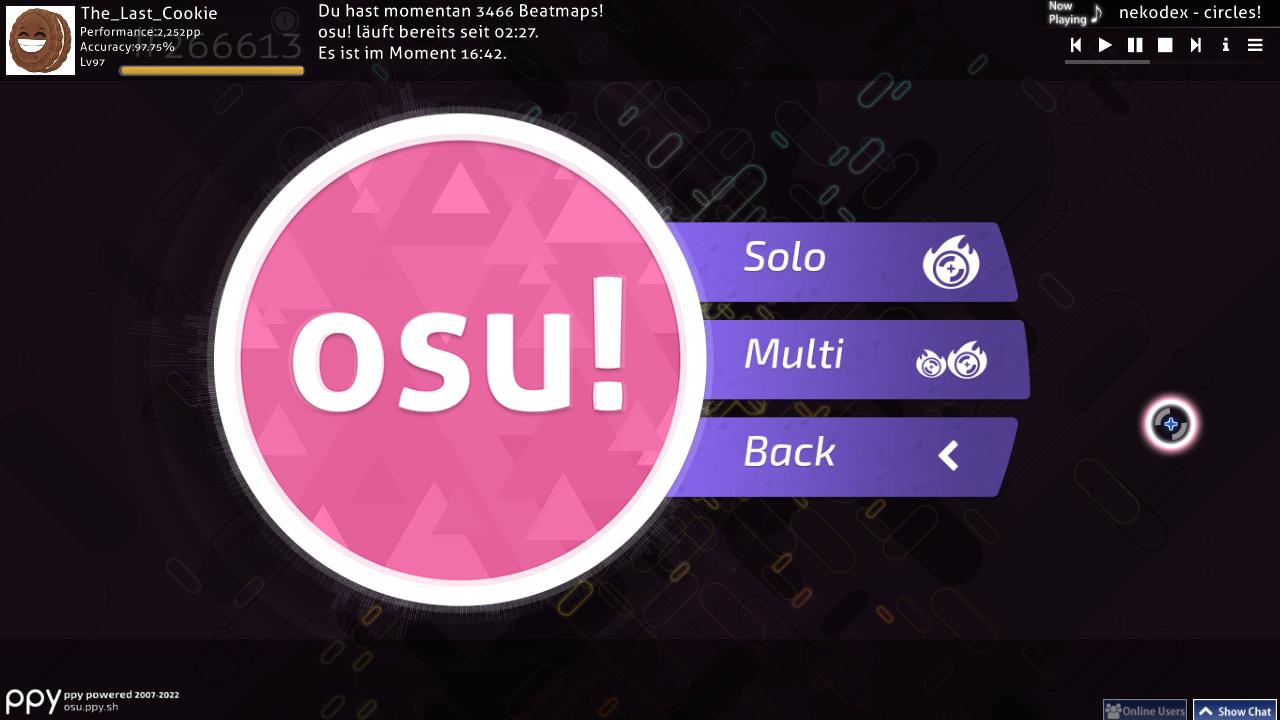 The_Last_Cookie
Performance:2,252pp
Accuracy:97.75%
Lv97
#266613
Du hast momentan 3466 Beatmaps!
osu! läuft bereits seit 02:27.
Es ist im Moment 16:42.
Now Playing
nekodex - circles!
osu!
Solo
Multi
Back
ppy
ppy powered 2007-2022
osu.ppy.sh
Online Users
Show Chat